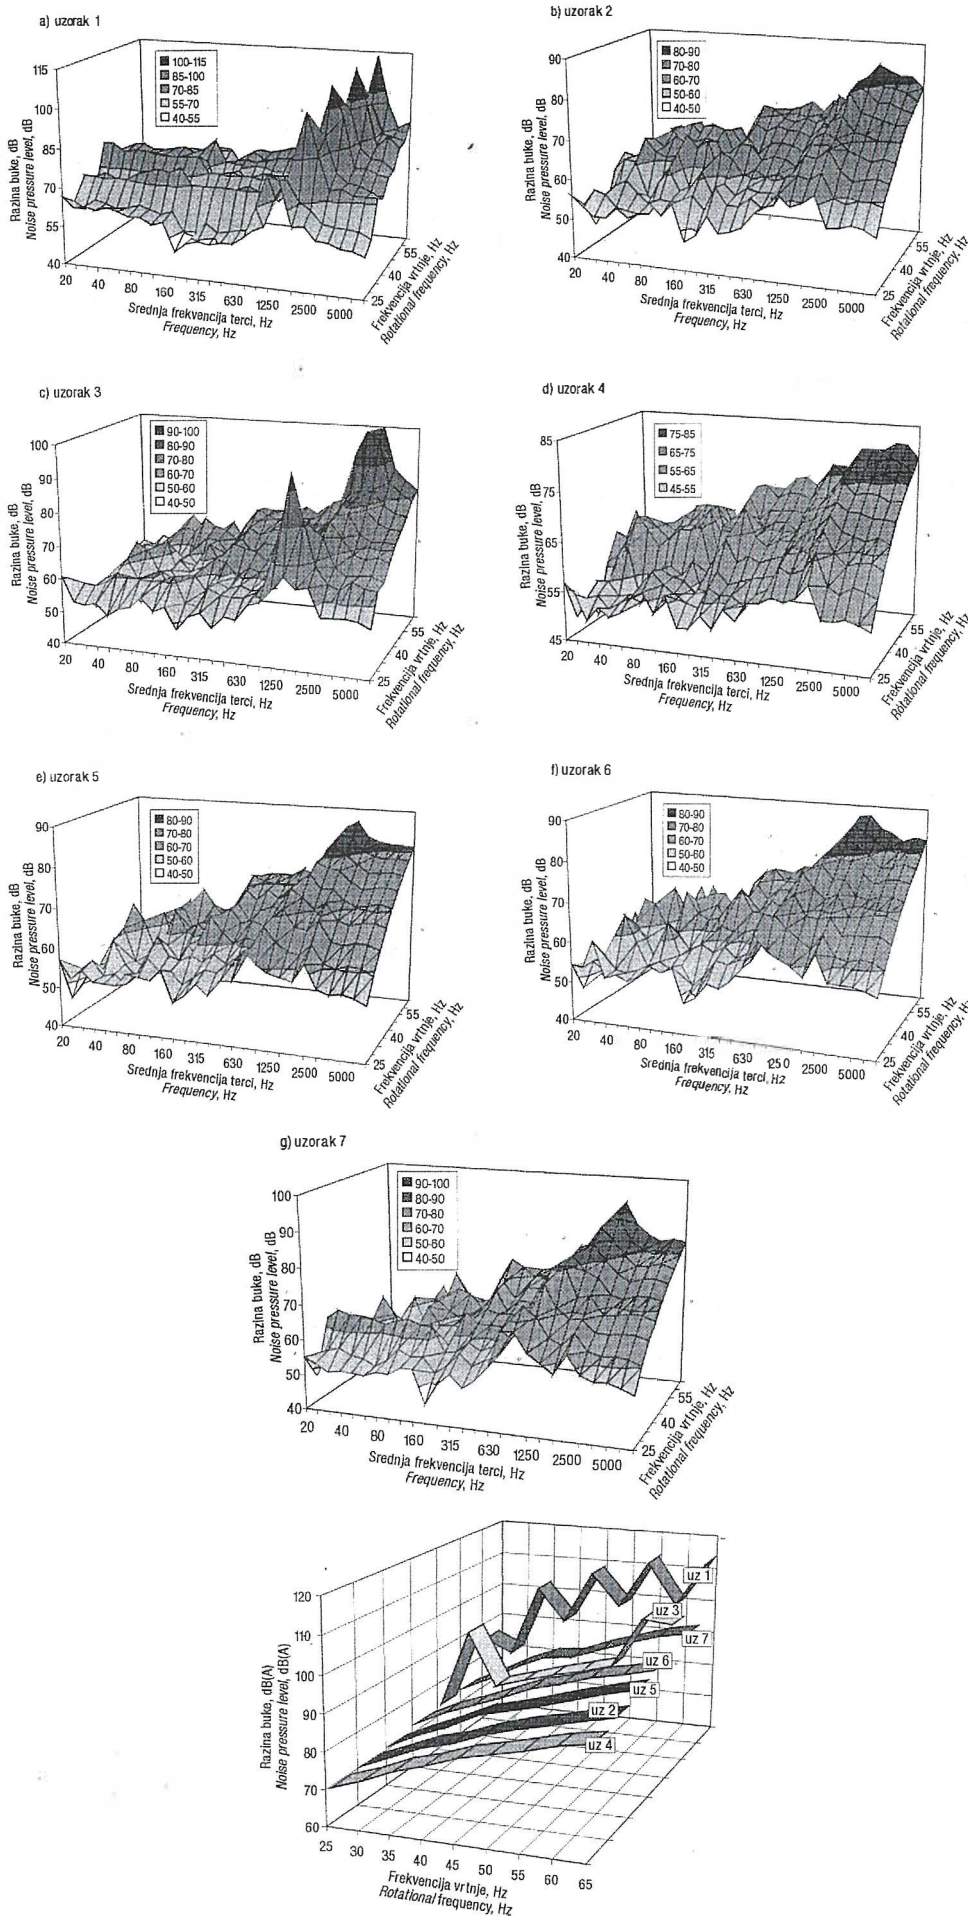 a) uzorak 1
115
100
85
70
55
40
Razina buke, dB
Noise pressure level, dB
100-115
85-100
70-85
55-70
40-55
20 40 80 160 315 630 1250 2500 5000
Srednja frekvencija terci, Hz
Frequency, Hz
25 40 55
Frekvencija vrtnje, Hz
Rotational frequency, Hz
b) uzorak 2
90
80
70
60
50
40
Razina buke, dB
Noise pressure level, dB
80-90
70-80
60-70
50-60
40-50
20 40 80 160 315 630 1250 2500 5000
Srednja frekvencija terci, Hz
Frequency, Hz
25 40 55
Frekvencija vrtnje, Hz
Rotational frequency, Hz
c) uzorak 3
100
90
80
70
60
50
40
Razina buke, dB
Noise pressure level, dB
90-100
80-90
70-80
60-70
50-60
40-50
20 40 80 160 315 630 1250 2500 5000
Srednja frekvencija terci, Hz
Frequency, Hz
25 40 55
Frekvencija vrtnje, Hz
Rotational frequency, Hz
d) uzorak 4
85
75
65
55
45
Razina buke, dB
Noise pressure level, dB
75-85
65-75
55-65
45-55
20 40 80 160 315 630 1250 2500 5000
Srednja frekvencija terci, Hz
Frequency, Hz
25 40 55
Frekvencija vrtnje, Hz
Rotational frequency, Hz
e) uzorak 5
90
80
70
60
50
40
Razina buke, dB
Noise pressure level, dB
80-90
70-80
60-70
50-60
40-50
20 40 80 160 315 630 1250 2500 5000
Srednja frekvencija terci, Hz
Frequency, Hz
25 40 55
Frekvencija vrtnje, Hz
Rotational frequency, Hz
f) uzorak 6
90
80
70
60
50
40
Razina buke, dB
Noise pressure level, dB
80-90
70-80
60-70
50-60
40-50
20 40 80 160 315 630 1250 2500 5000
Srednja frekvencija terci, Hz
Frequency, Hz
25 40 55
Frekvencija vrtnje, Hz
Rotational frequency, Hz
g) uzorak 7
100
90
80
70
60
50
40
Razina buke, dB
Noise pressure level, dB
90-100
80-90
70-80
60-70
50-60
40-50
20 40 80 160 315 630 1250 2500 5000
Srednja frekvencija terci, Hz
Frequency, Hz
25 40 55
Frekvencija vrtnje, Hz
Rotational frequency, Hz
120
110
100
90
80
70
60
Razina buke, dB(A)
Noise pressure level, dB(A)
uz 1
uz 3
uz 7
uz 6
uz 5
uz 2
uz 4
25 30 35 40 45 50 55 60 65
Frekvencija vrtnje, Hz
Rotational frequency, Hz